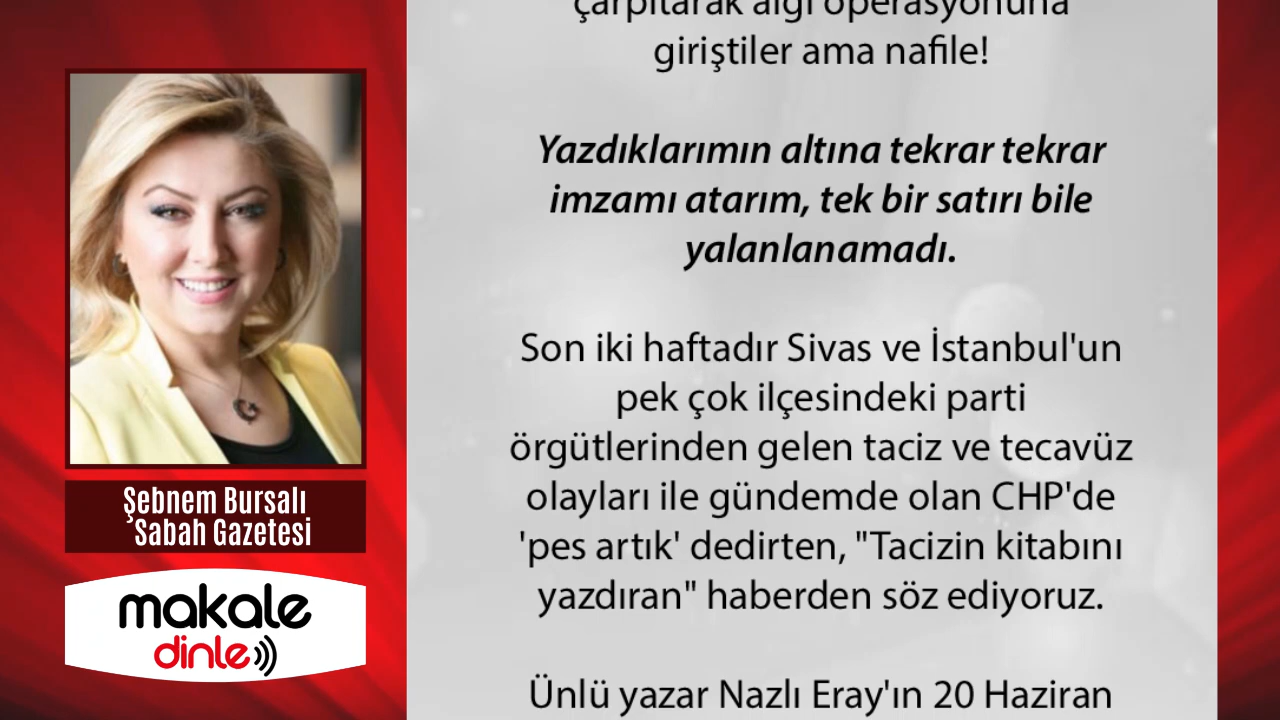 çarpıtarak algı operasyonuna
giriştiler ama nafile!
Yazdıklarımın altına tekrar tekrar
imzamı atarım, tek bir satırı bile
yalanlanamadı.
Son iki haftadır Sivas ve İstanbul'un
pek çok ilçesindeki parti
örgütlerinden gelen taciz ve tecavüz
olayları ile gündemde olan CHP'de
'pes artık' dedirten, "Tacizin kitabını
yazdıran" haberden söz ediyoruz.
Ünlü yazar Nazlı Eray'ın 20 Haziran
Şebnem Bursalı
Sabah Gazetesi
makale
dinle